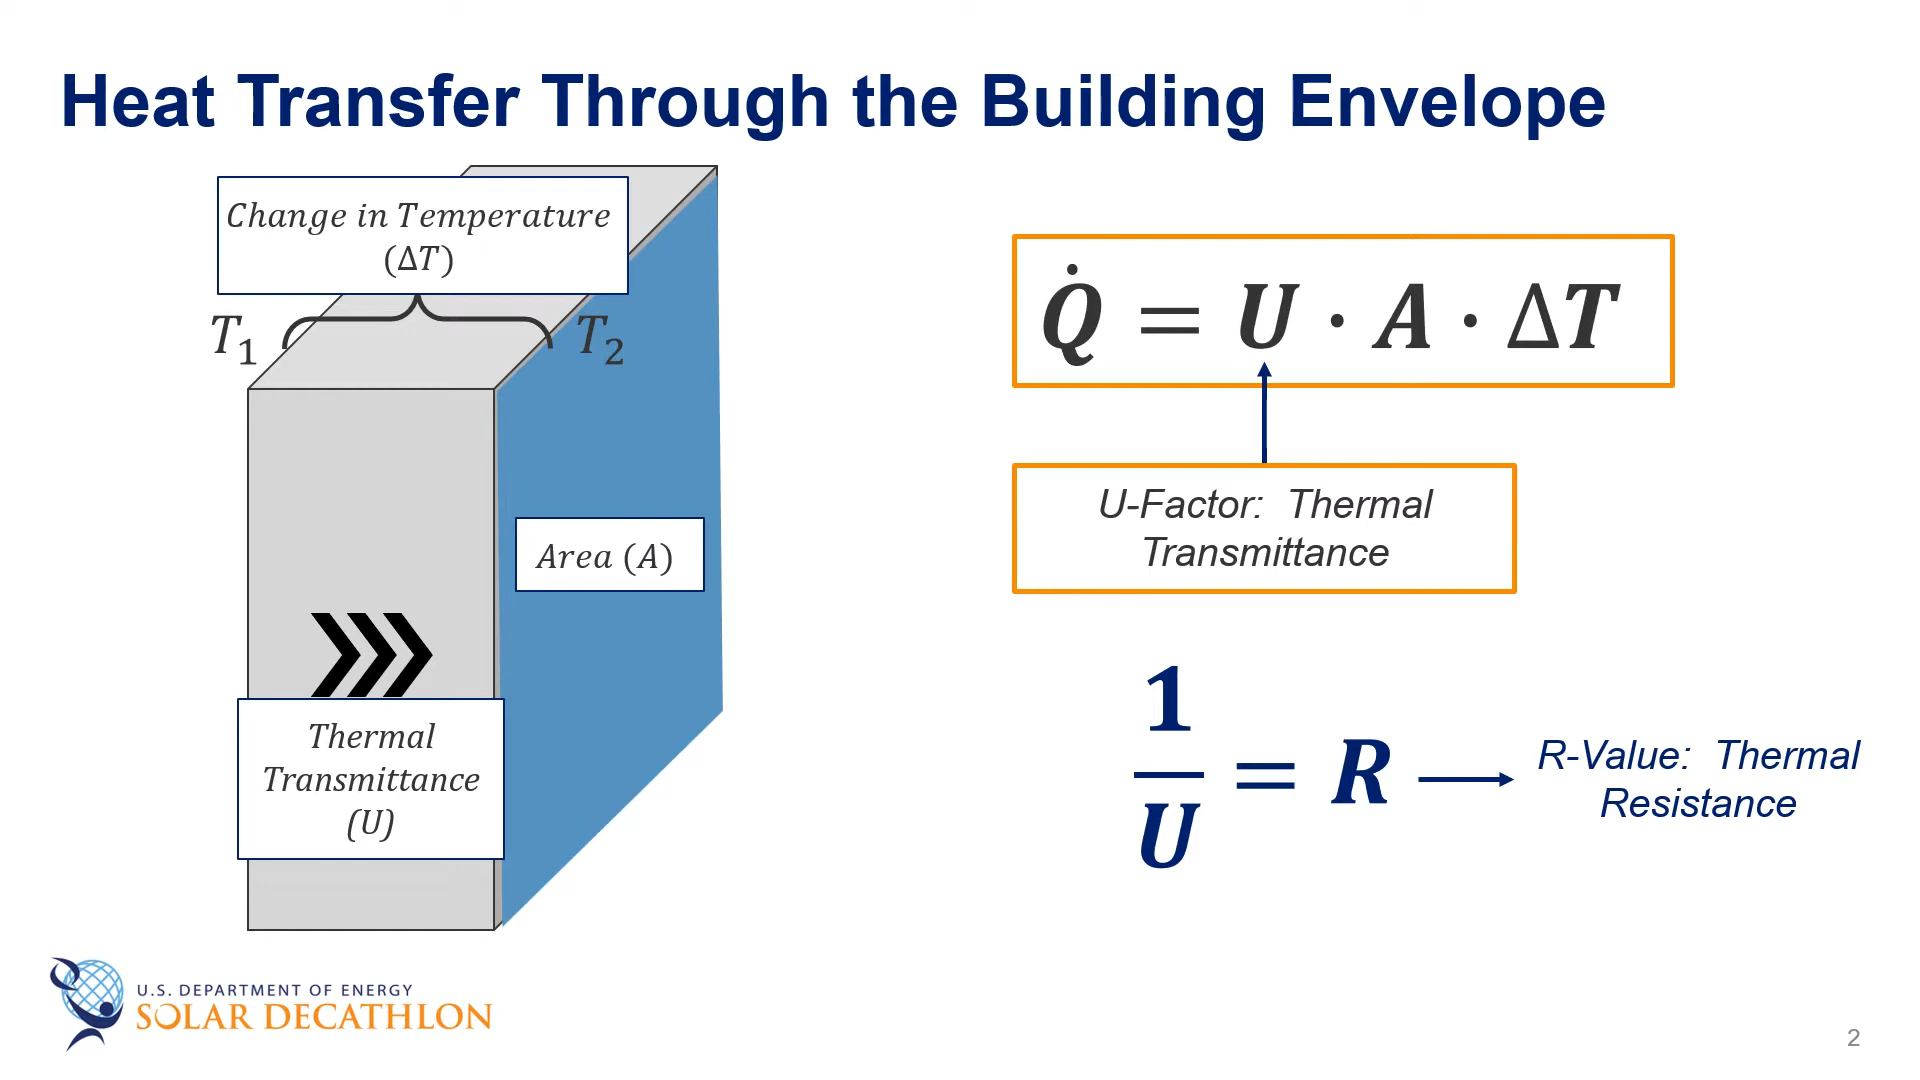 Heat Transfer Through the Building Envelope
Change in Temperature
(ΔT)
T₁
T₂
Area (A)
Thermal
Transmittance
(U)
Q̇ = U · A · ΔT
U-Factor: Thermal
Transmittance
1/U = R
R-Value: Thermal
Resistance
U.S. DEPARTMENT OF ENERGY
SOLAR DECATHLON
2